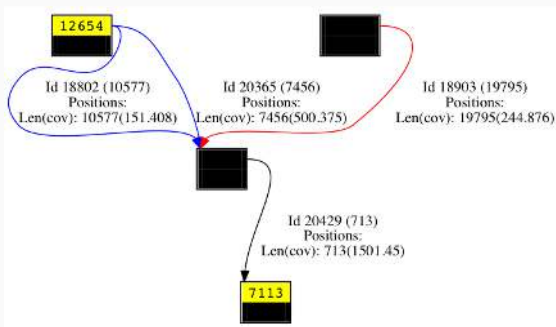 12654
Id 18802 (10577)
Positions:
Len(cov): 10577(151.408)
Id 20365 (7456)
Positions:
Len(cov): 7456(500.375)
Id 18903 (19795)
Positions:
Len(cov): 19795(244.876)
Id 20429 (713)
Positions:
Len(cov): 713(1501.45)
7113